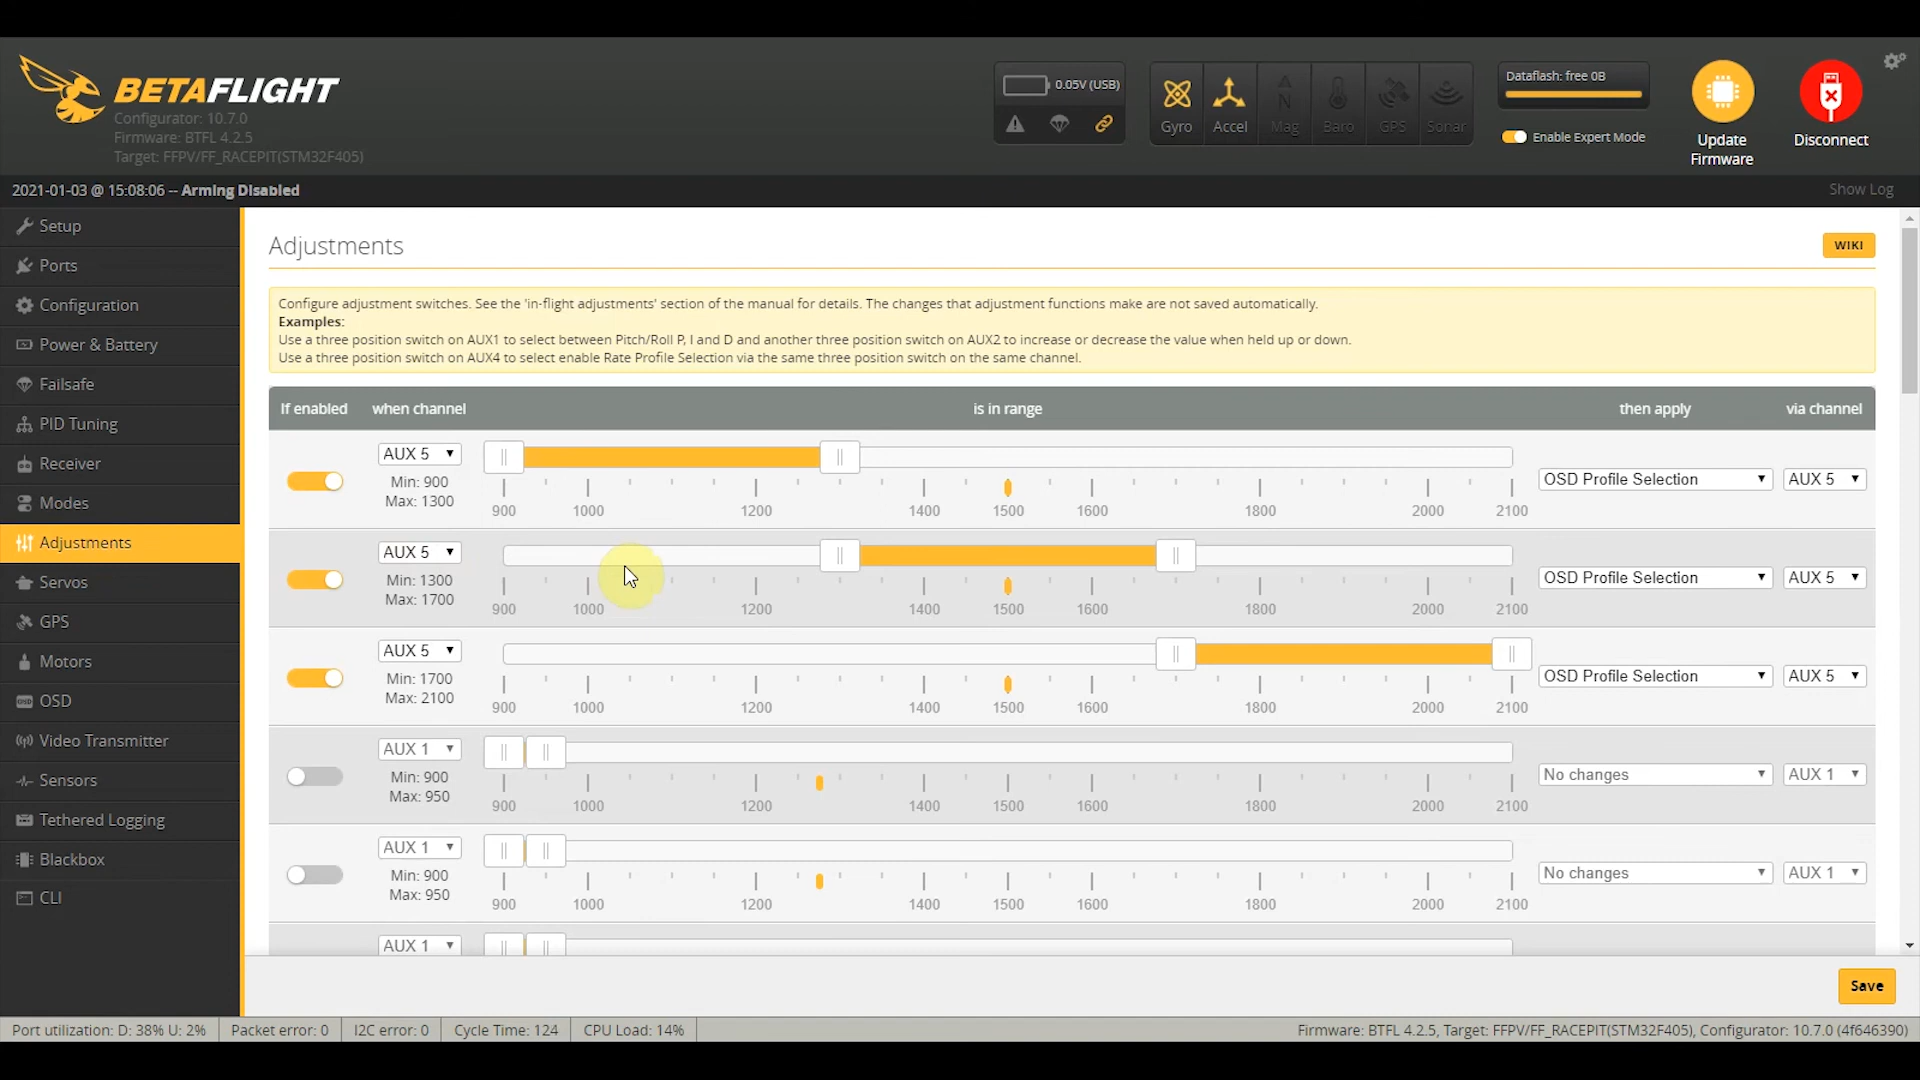 BETAFLIGHT
Configurator: 10.7.0
Firmware: BTFL 4.2.5
Target: FFPV/FF_RACEPIT(STM32F405)
0.05V (USB)
Gyro
Accel
Mag
Baro
GPS
Sonar
Dataflash: free 0B
Enable Expert Mode
Update
Firmware
Disconnect
2021-01-03 @ 15:08:06 -- Arming Disabled
Show Log
Setup
Ports
Configuration
Power & Battery
Failsafe
PID Tuning
Receiver
Modes
Adjustments
Servos
GPS
Motors
OSD
Video Transmitter
Sensors
Tethered Logging
Blackbox
CLI
Adjustments
WIKI
Configure adjustment switches. See the 'in-flight adjustments' section of the manual for details. The changes that adjustment functions make are not saved automatically.
Examples:
Use a three position switch on AUX1 to select between Pitch/Roll P, I and D and another three position switch on AUX2 to increase or decrease the value when held up or down.
Use a three position switch on AUX4 to select enable Rate Profile Selection via the same three position switch on the same channel.
If enabled when channel is in range then apply via channel
AUX 5
Min: 900
Max: 1300
900 1000 1200 1400 1500 1600 1800 2000 2100
OSD Profile Selection AUX 5
AUX 5
Min: 1300
Max: 1700
900 1000 1200 1400 1500 1600 1800 2000 2100
OSD Profile Selection AUX 5
AUX 5
Min: 1700
Max: 2100
900 1000 1200 1400 1500 1600 1800 2000 2100
OSD Profile Selection AUX 5
AUX 1
Min: 900
Max: 950
900 1000 1200 1400 1500 1600 1800 2000 2100
No changes AUX 1
AUX 1
Min: 900
Max: 950
900 1000 1200 1400 1500 1600 1800 2000 2100
No changes AUX 1
AUX 1
Save
Port utilization: D: 38% U: 2% Packet error: 0 I2C error: 0 Cycle Time: 124 CPU Load: 14% Firmware: BTFL 4.2.5, Target: FFPV/FF_RACEPIT(STM32F405), Configurator: 10.7.0 (4f646390)